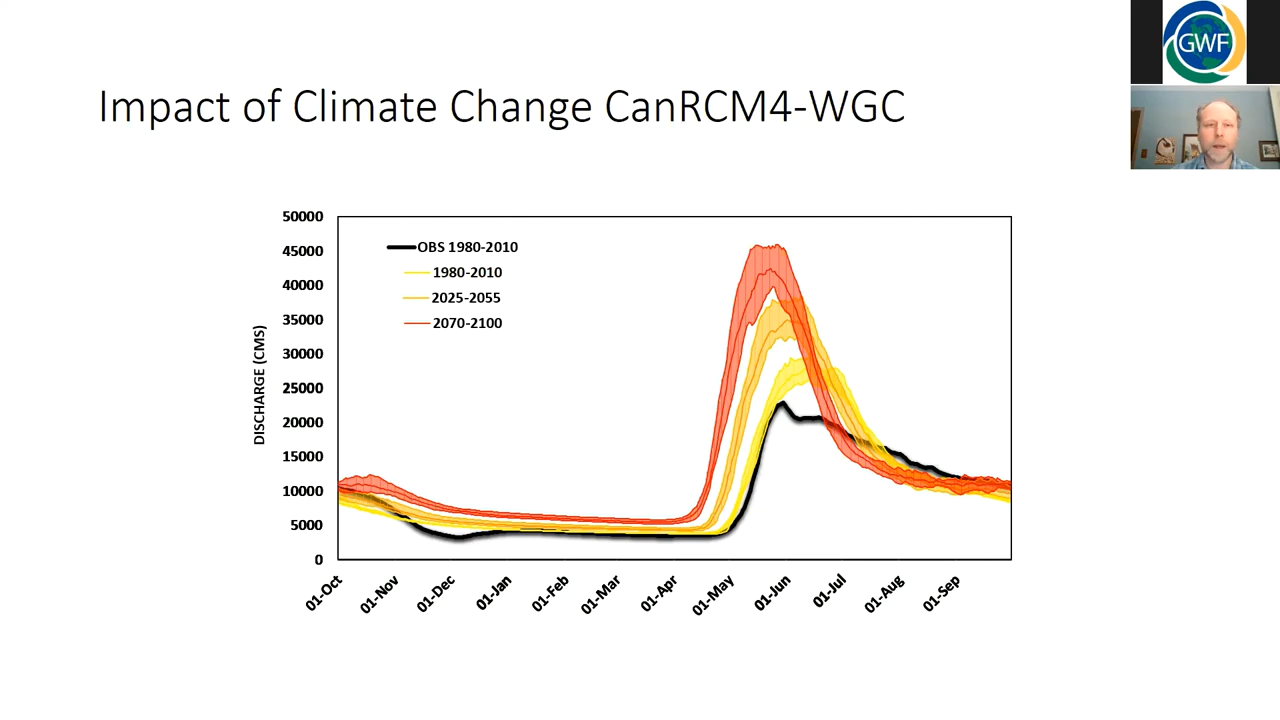 GWF
Impact of Climate Change CanRCM4-WGC
DISCHARGE (CMS)
50000
45000
40000
35000
30000
25000
20000
15000
10000
5000
0
OBS 1980-2010
1980-2010
2025-2055
2070-2100
01-Oct
01-Nov
01-Dec
01-Jan
01-Feb
01-Mar
01-Apr
01-May
01-Jun
01-Jul
01-Aug
01-Sep